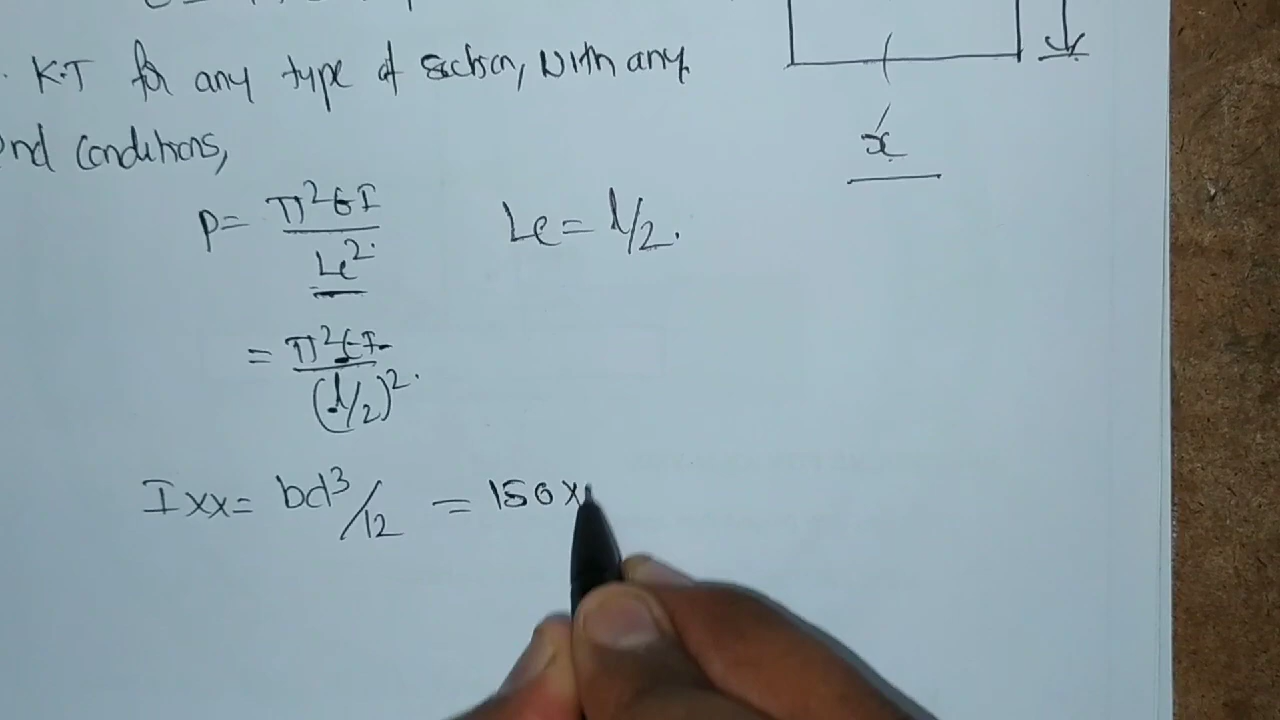 K.T for any type of section, with any
end conditions,
P = π²EI / Le²    Le = l/2.
= π²EI / (l/2)².
Ixx = bd³/12 = 150x
x